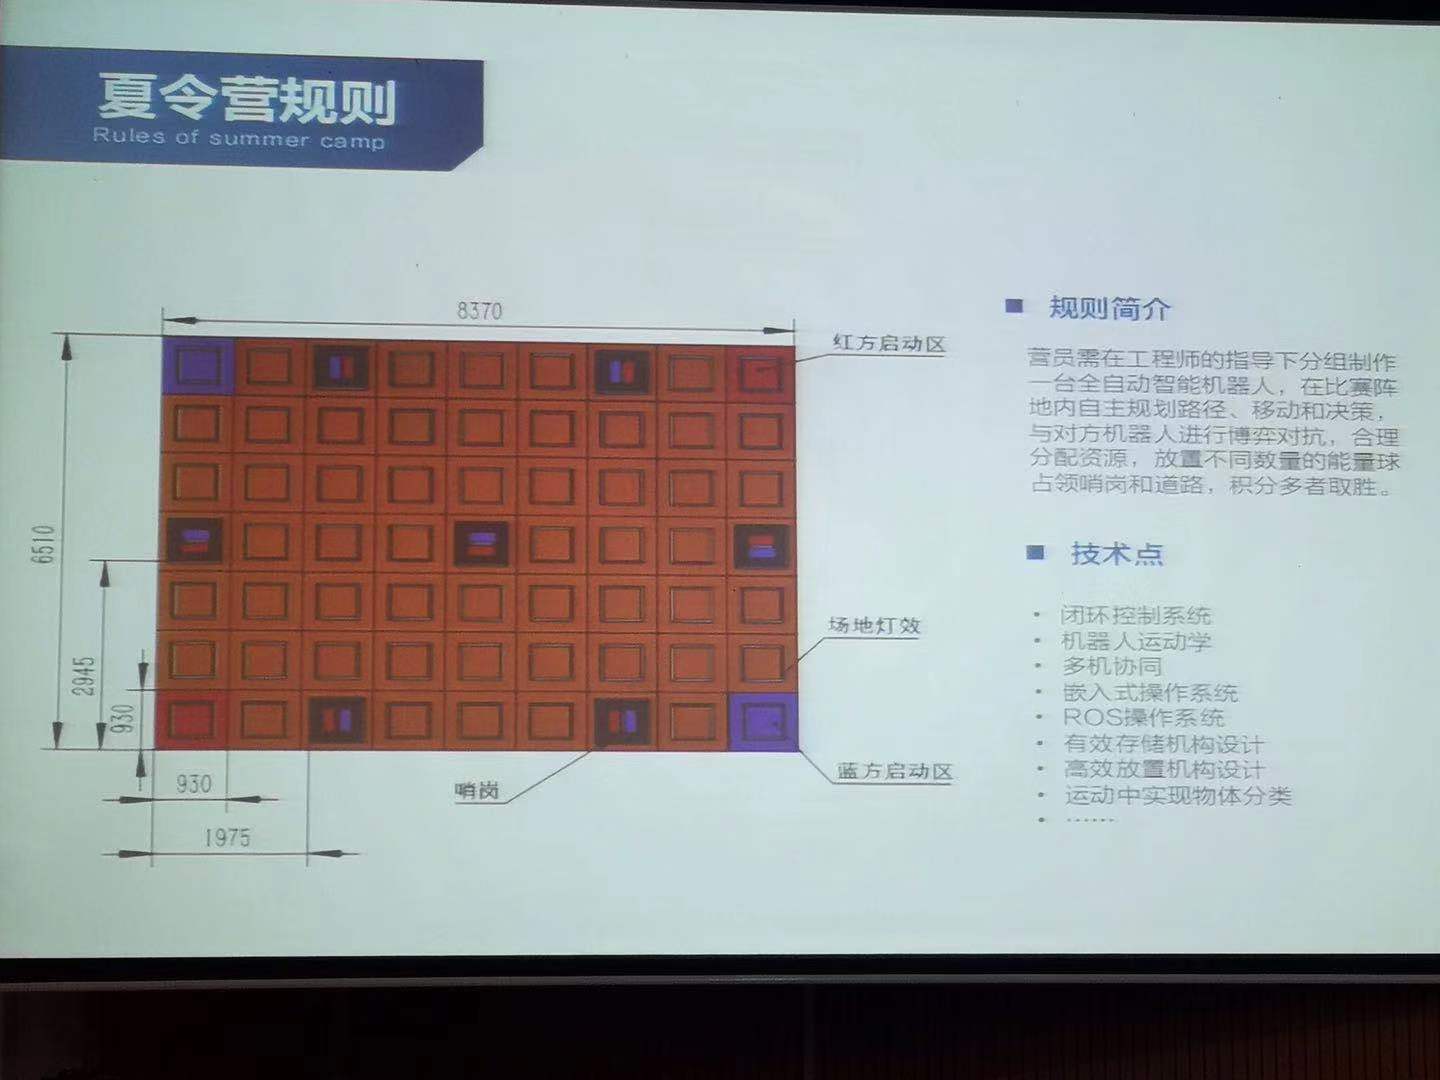 夏令营规则
Rules of summer camp
8370
红方启动区
6510
2945
930
场地灯效
930
哨岗
蓝方启动区
1975
■ 规则简介
营员需在工程师的指导下分组制作
一台全自动智能机器人，在比赛阵
地内自主规划路径、移动和决策，
与对方机器人进行博弈对抗，合理
分配资源，放置不同数量的能量球
占领哨岗和道路，积分多者取胜。
■ 技术点
• 闭环控制系统
• 机器人运动学
• 多机协同
• 嵌入式操作系统
• ROS操作系统
• 有效存储机构设计
• 高效放置机构设计
• 运动中实现物体分类
• ……